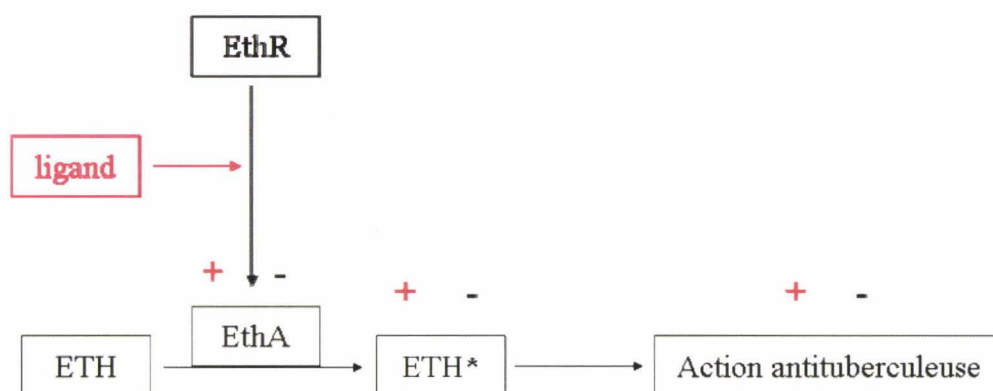 EthR
ligand
+ -
EthA
+ -
+ -
ETH
ETH*
Action antituberculeuse